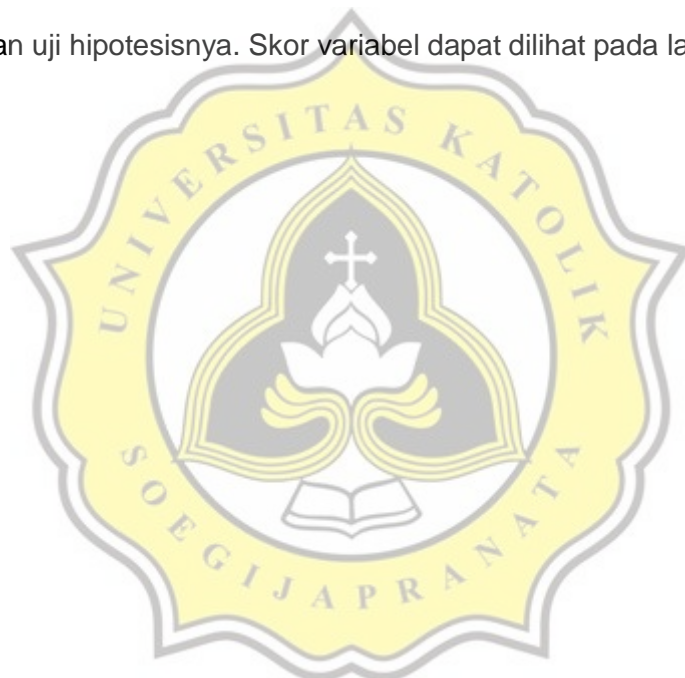 an uji hipotesisnya. Skor variabel dapat dilihat pada la
UNIVERSITAS KATOLIK
SOEGIJAPRANATA